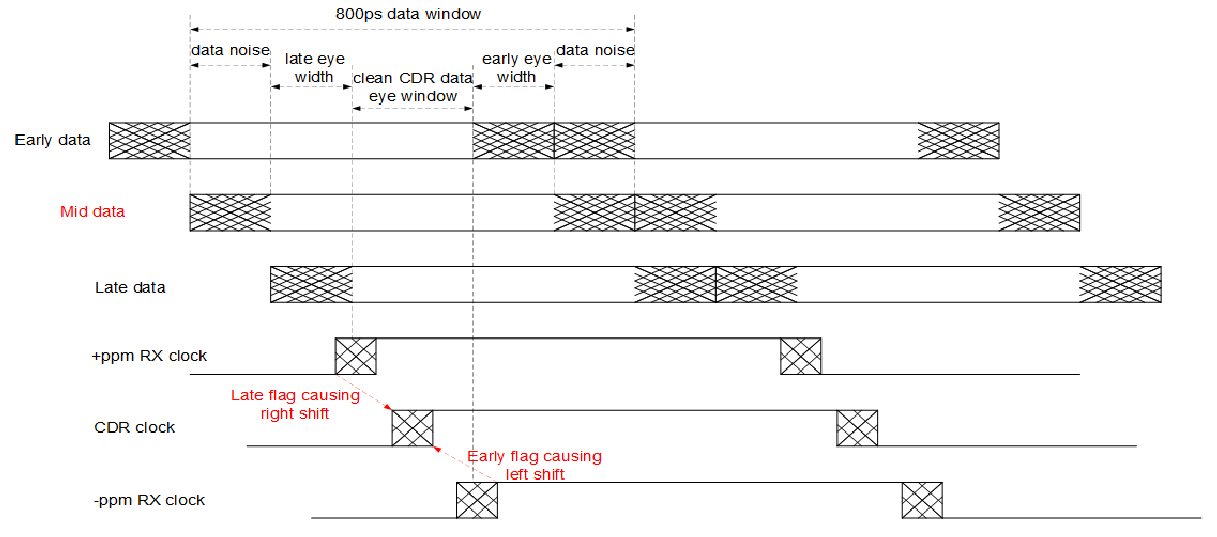 800ps data window
data noise
late eye
width
clean CDR data
eye window
early eye
width
data noise
Early data
Mid data
Late data
+ppm RX clock
Late flag causing
right shift
CDR clock
Early flag causing
left shift
-ppm RX clock